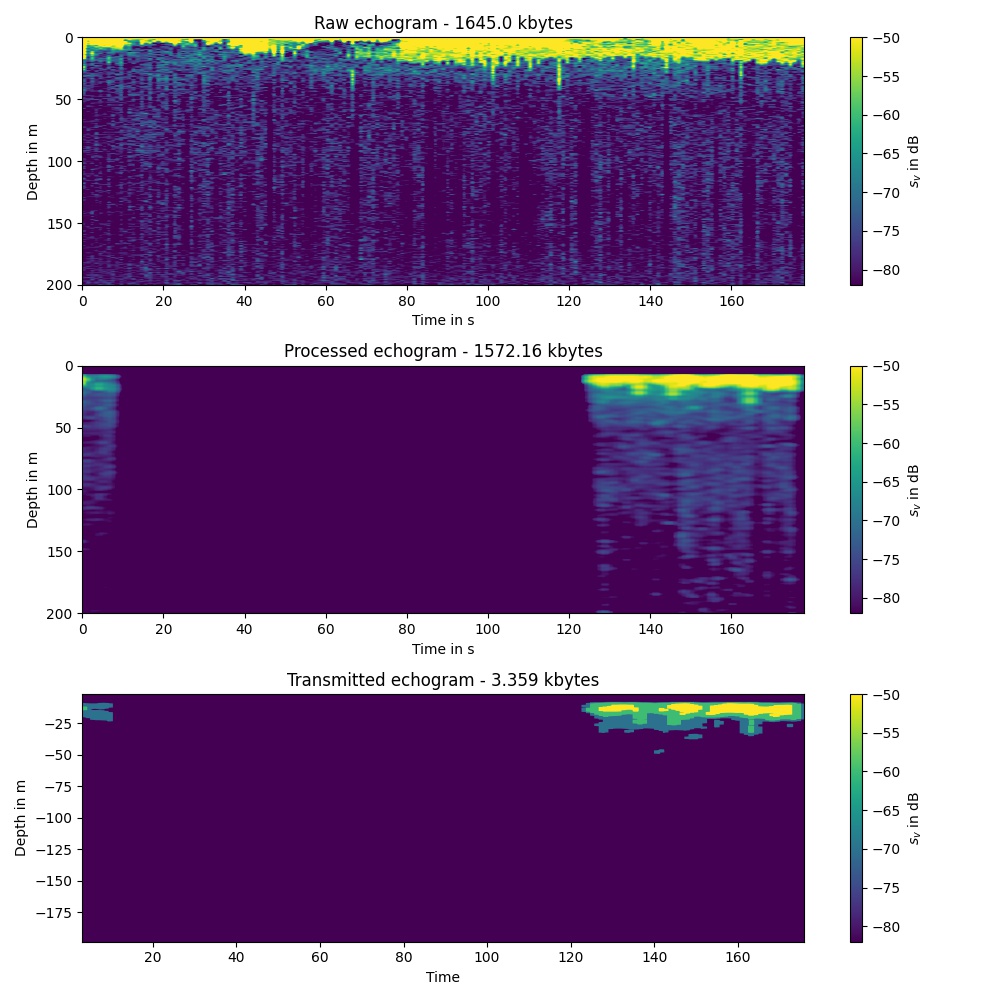 Raw echogram - 1645.0 kbytes
0
50
100
150
200
Depth in m
0 20 40 60 80 100 120 140 160
Time in s
−50
−55
−60
−65
−70
−75
−80
sv in dB
Processed echogram - 1572.16 kbytes
0
50
100
150
200
Depth in m
0 20 40 60 80 100 120 140 160
Time in s
−50
−55
−60
−65
−70
−75
−80
sv in dB
Transmitted echogram - 3.359 kbytes
−25
−50
−75
−100
−125
−150
−175
Depth in m
20 40 60 80 100 120 140 160
Time
−50
−55
−60
−65
−70
−75
−80
sv in dB